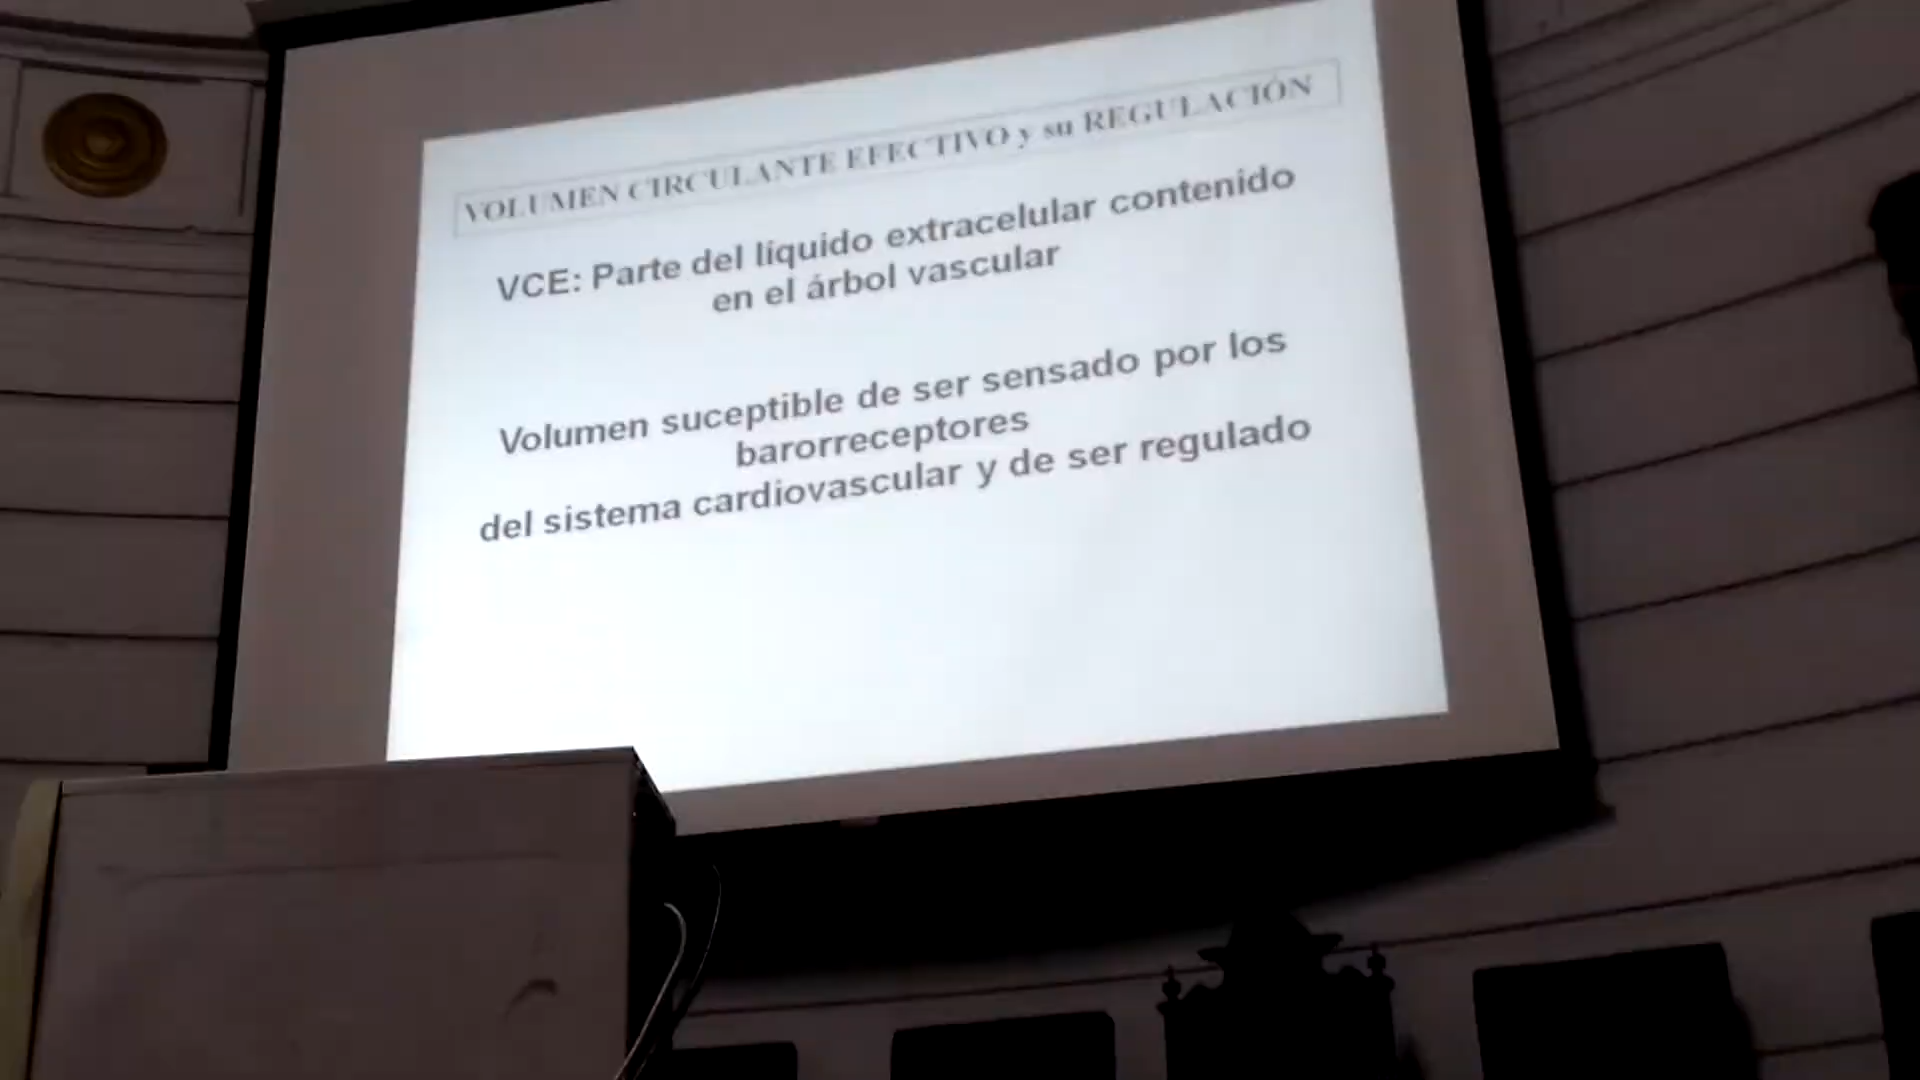 VOLUMEN CIRCULANTE EFECTIVO y su REGULACIÓN
VCE: Parte del líquido extracelular contenido
en el árbol vascular
Volumen suceptible de ser sensado por los
barorreceptores
del sistema cardiovascular y de ser regulado